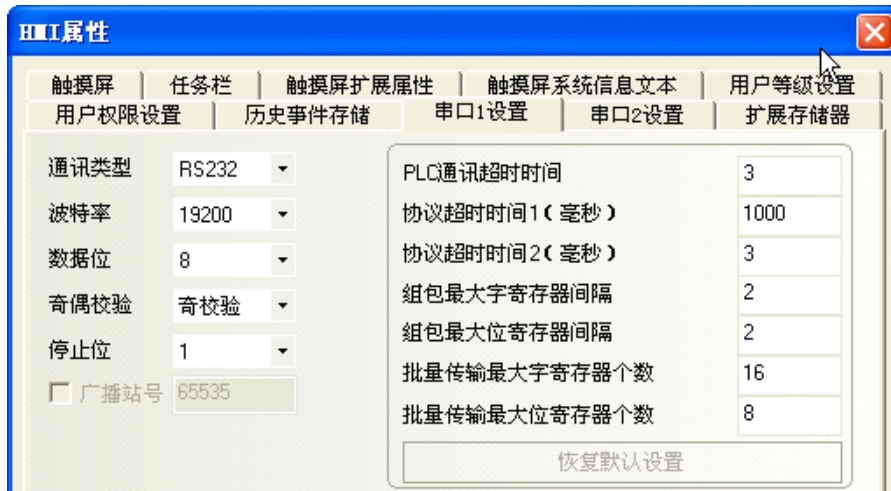 HMI属性
触摸屏 任务栏 触摸屏扩展属性 触摸屏系统信息文本 用户等级设置
用户权限设置 历史事件存储 串口1设置 串口2设置 扩展存储器
通讯类型 RS232
波特率 19200
数据位 8
奇偶校验 奇校验
停止位 1
广播站号 65535
PLC通讯超时时间 3
协议超时时间1(毫秒) 1000
协议超时时间2(毫秒) 3
组包最大字寄存器间隔 2
组包最大位寄存器间隔 2
批量传输最大字寄存器个数 16
批量传输最大位寄存器个数 8
恢复默认设置